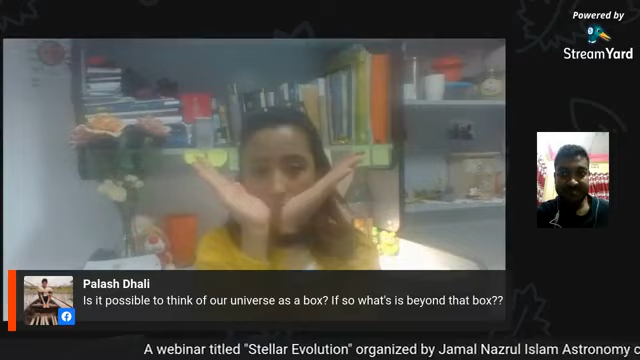 Powered by
StreamYard
Palash Dhali
Is it possible to think of our universe as a box? If so what's is beyond that box??
A webinar titled "Stellar Evolution" organized by Jamal Nazrul Islam Astronomy